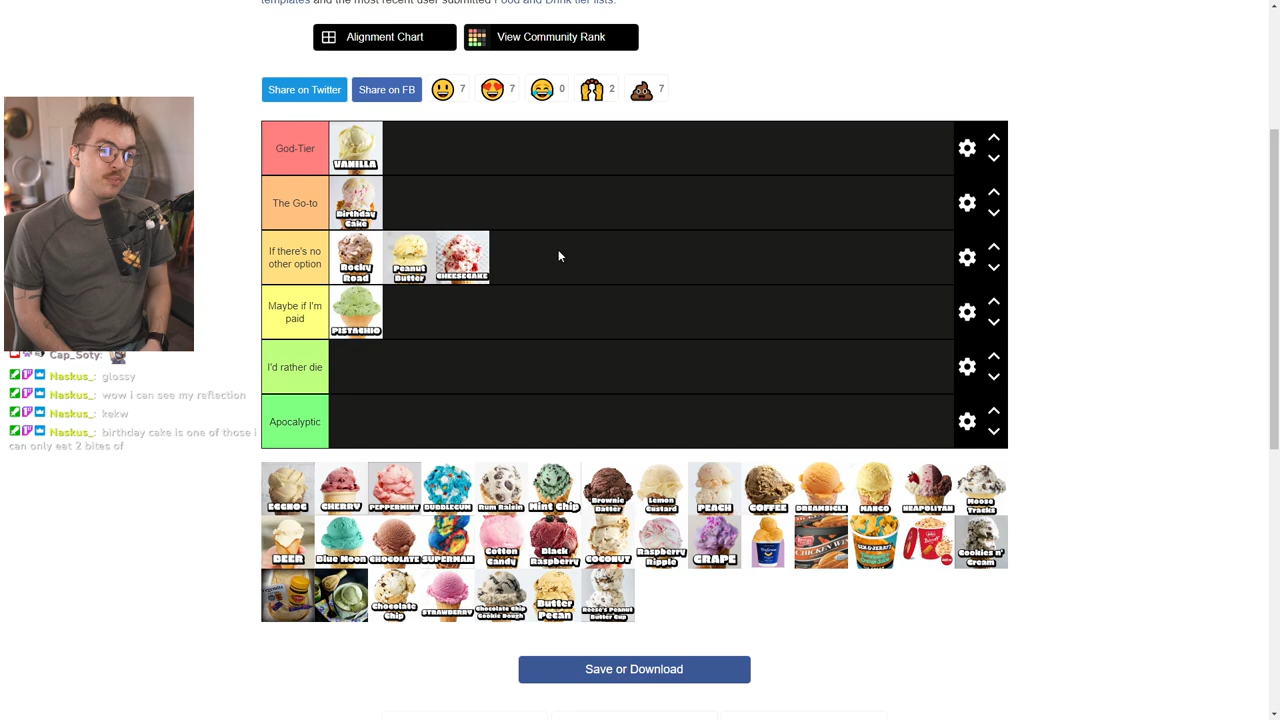 templates and the most recent user submitted Food and Drink tier lists.
Alignment Chart
View Community Rank
Share on Twitter
Share on FB
7
7
0
2
7
God-Tier
VANILLA
The Go-to
Birthday
Cake
If there's no
other option
Rocky
Road
Peanut
Butter
CHEESECAKE
Maybe if I'm
paid
PISTACHIO
I'd rather die
Apocalyptic
Cap_Soty:
Naskus_: glossy
Naskus_: wow i can see my reflection
Naskus_: kekw
Naskus_: birthday cake is one of those i
can only eat 2 bites of
EGGNOG
CHERRY
PEPPERMINT
BUBBLEGUM
Rum Raisin
Mint Chip
Brownie
Batter
Lemon
Custard
PEACH
COFFEE
DREAMSICLE
MANGO
NEAPOLITAN
Moose
Tracks
BEER
Blue Moon
CHOCOLATE
SUPERMAN
Cotton
Candy
Black
Raspberry
COCONUT
Raspberry
Ripple
GRAPE
CHICKEN WIN
BEN & JERRY'S
Cookies n'
Cream
Chocolate
Chip
STRAWBERRY
Chocolate Chip
Cookie Dough
Butter
Pecan
Reese's Peanut
Butter Cup
Save or Download